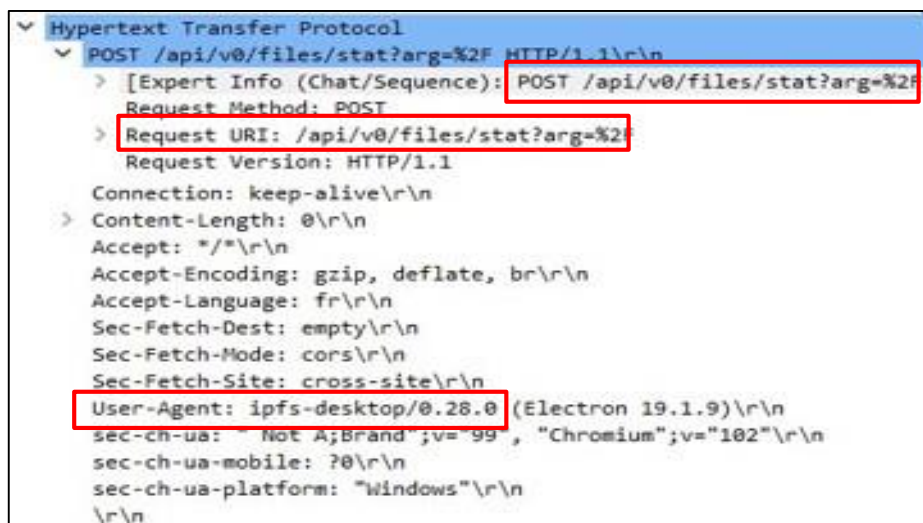 Hypertext Transfer Protocol
POST /api/v0/files/stat?arg=%2F HTTP/1.1\r\n
[Expert Info (Chat/Sequence): POST /api/v0/files/stat?arg=%2F
Request Method: POST
Request URI: /api/v0/files/stat?arg=%2F
Request Version: HTTP/1.1
Connection: keep-alive\r\n
Content-Length: 0\r\n
Accept: */*\r\n
Accept-Encoding: gzip, deflate, br\r\n
Accept-Language: fr\r\n
Sec-Fetch-Dest: empty\r\n
Sec-Fetch-Mode: cors\r\n
Sec-Fetch-Site: cross-site\r\n
User-Agent: ipfs-desktop/0.28.0 (Electron 19.1.9)\r\n
sec-ch-ua: " Not A;Brand";v="99", "Chromium";v="102"\r\n
sec-ch-ua-mobile: ?0\r\n
sec-ch-ua-platform: "Windows"\r\n
\r\n